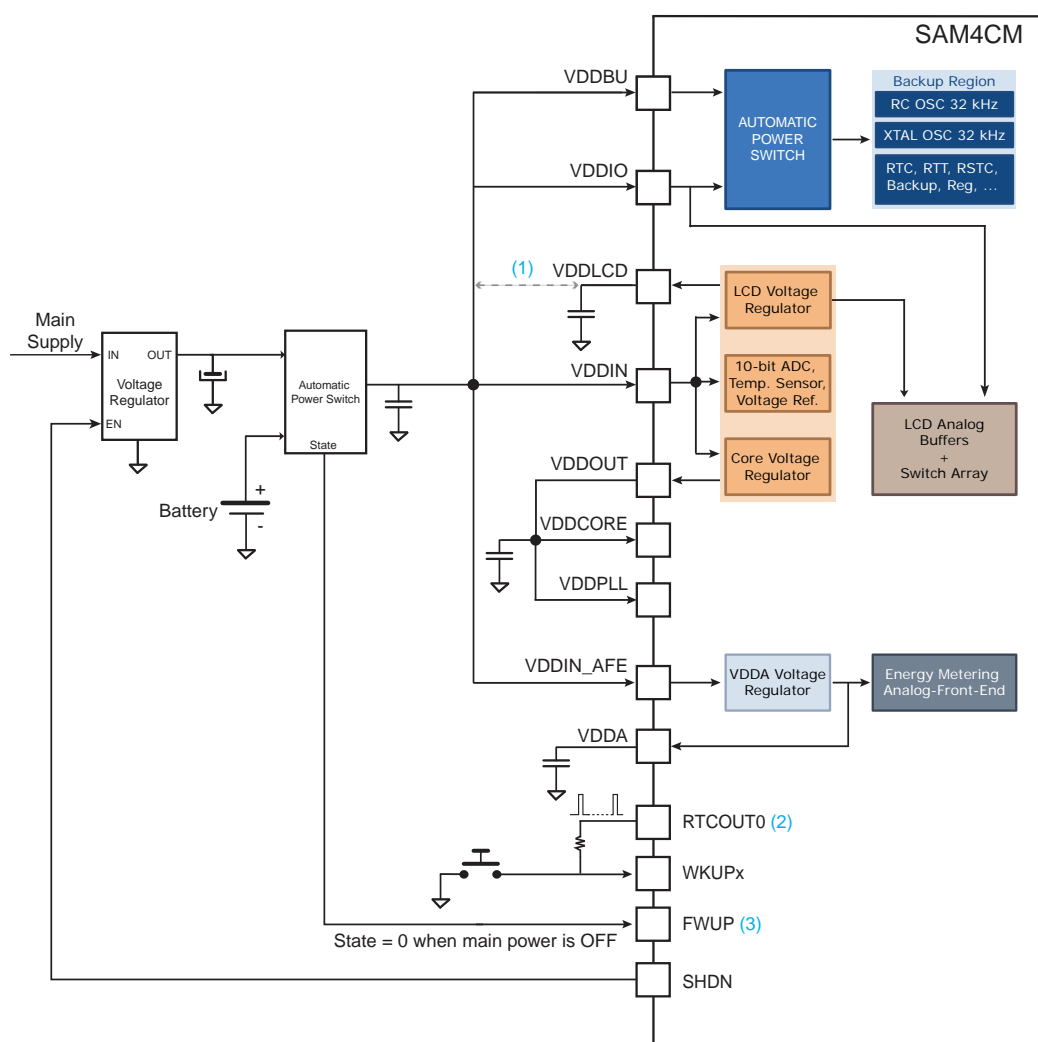 SAM4CM
VDDBU
AUTOMATIC
POWER
SWITCH
Backup Region
RC OSC 32 kHz
XTAL OSC 32 kHz
RTC, RTT, RSTC,
Backup, Reg, ...
VDDIO
(1)
VDDLCD
LCD Voltage
Regulator
Main
Supply
IN
OUT
Voltage
Regulator
EN
Automatic
Power Switch
State
VDDIN
10-bit ADC,
Temp. Sensor,
Voltage Ref.
LCD Analog
Buffers
+
Switch Array
VDDOUT
Core Voltage
Regulator
Battery
+
-
VDDCORE
VDDPLL
VDDIN_AFE
VDDA Voltage
Regulator
Energy Metering
Analog-Front-End
VDDA
RTCOUT0 (2)
WKUPx
FWUP (3)
State = 0 when main power is OFF
SHDN